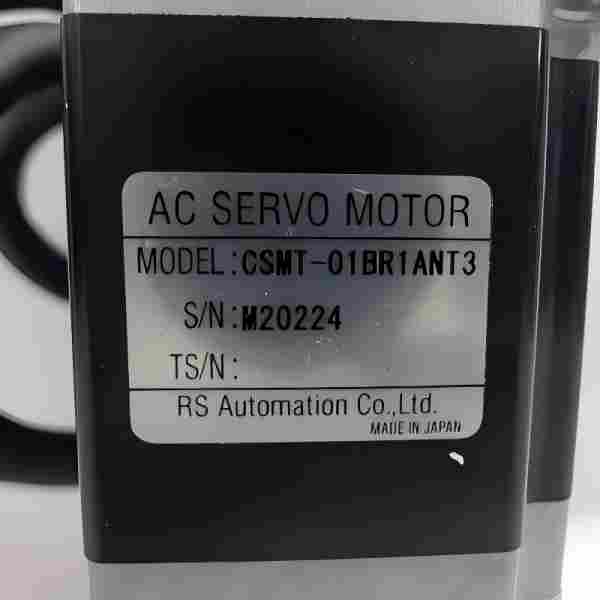 AC SERVO MOTOR
MODEL:CSMT-01BR1ANT3
S/N:M20224
TS/N:
RS Automation Co.,Ltd.
MADE IN JAPAN